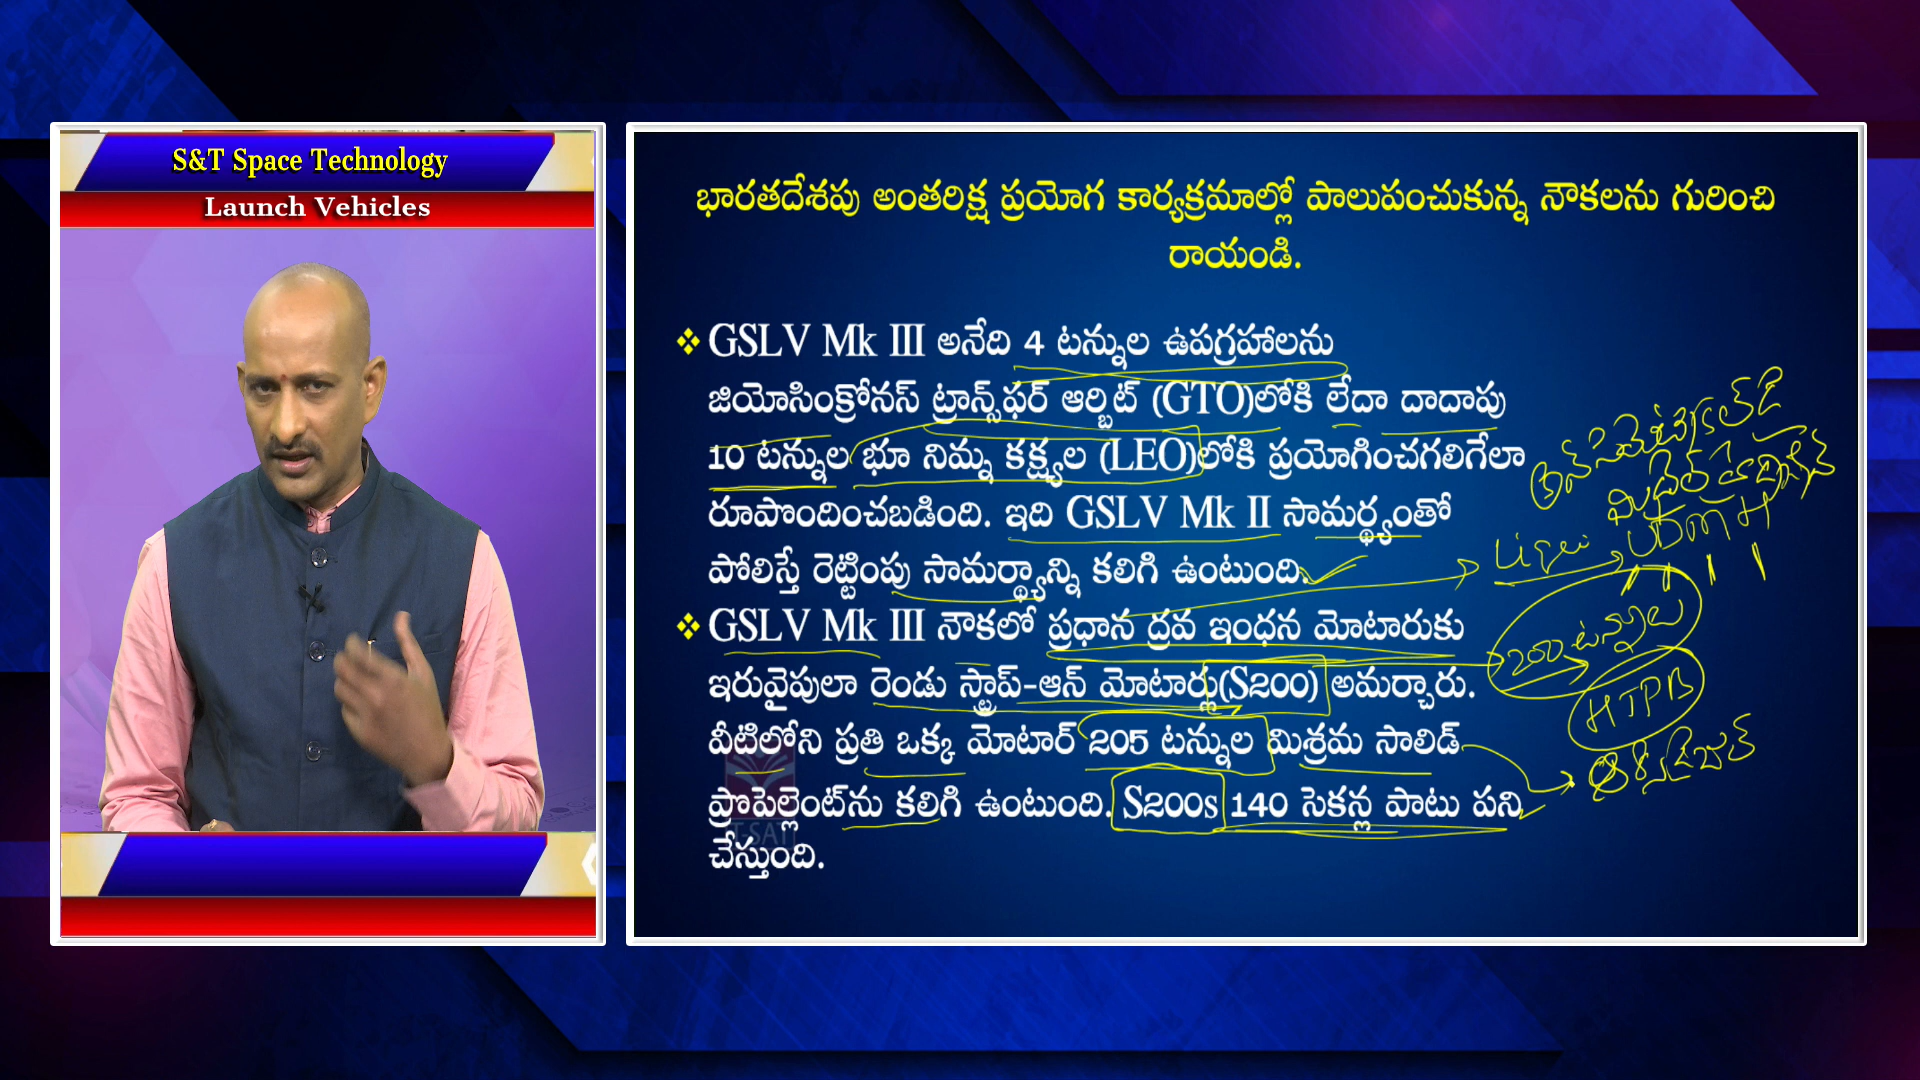 S&T Space Technology
Launch Vehicles
భారతదేశపు అంతరిక్ష ప్రయోగ కార్యక్రమాల్లో పాలుపంచుకున్న నౌకలను గురించి
రాయండి.
❖ GSLV Mk III అనేది 4 టన్నుల ఉపగ్రహాలను
జియోసింక్రోనస్ ట్రాన్స్‌ఫర్ ఆర్బిట్ (GTO)లోకి లేదా దాదాపు
10 టన్నుల భూ నిమ్న కక్ష్యల (LEO)లోకి ప్రయోగించగలిగేలా
రూపొందించబడింది. ఇది GSLV Mk II సామర్థ్యంతో
పోలిస్తే రెట్టింపు సామర్థ్యాన్ని కలిగి ఉంటుంది.
❖ GSLV Mk III నౌకలో ప్రధాన ద్రవ ఇంధన మోటారుకు
ఇరువైపులా రెండు స్ట్రాప్-ఆన్ మోటార్లు(S200) అమర్చారు.
వీటిలోని ప్రతి ఒక్క మోటార్ 205 టన్నుల మిశ్రమ సాలిడ్
ప్రొపెల్లెంట్‌ను కలిగి ఉంటుంది. S200s 140 సెకన్ల పాటు పని
చేస్తుంది.
T-SAT
UDMH
200 టన్నుల
HTPB